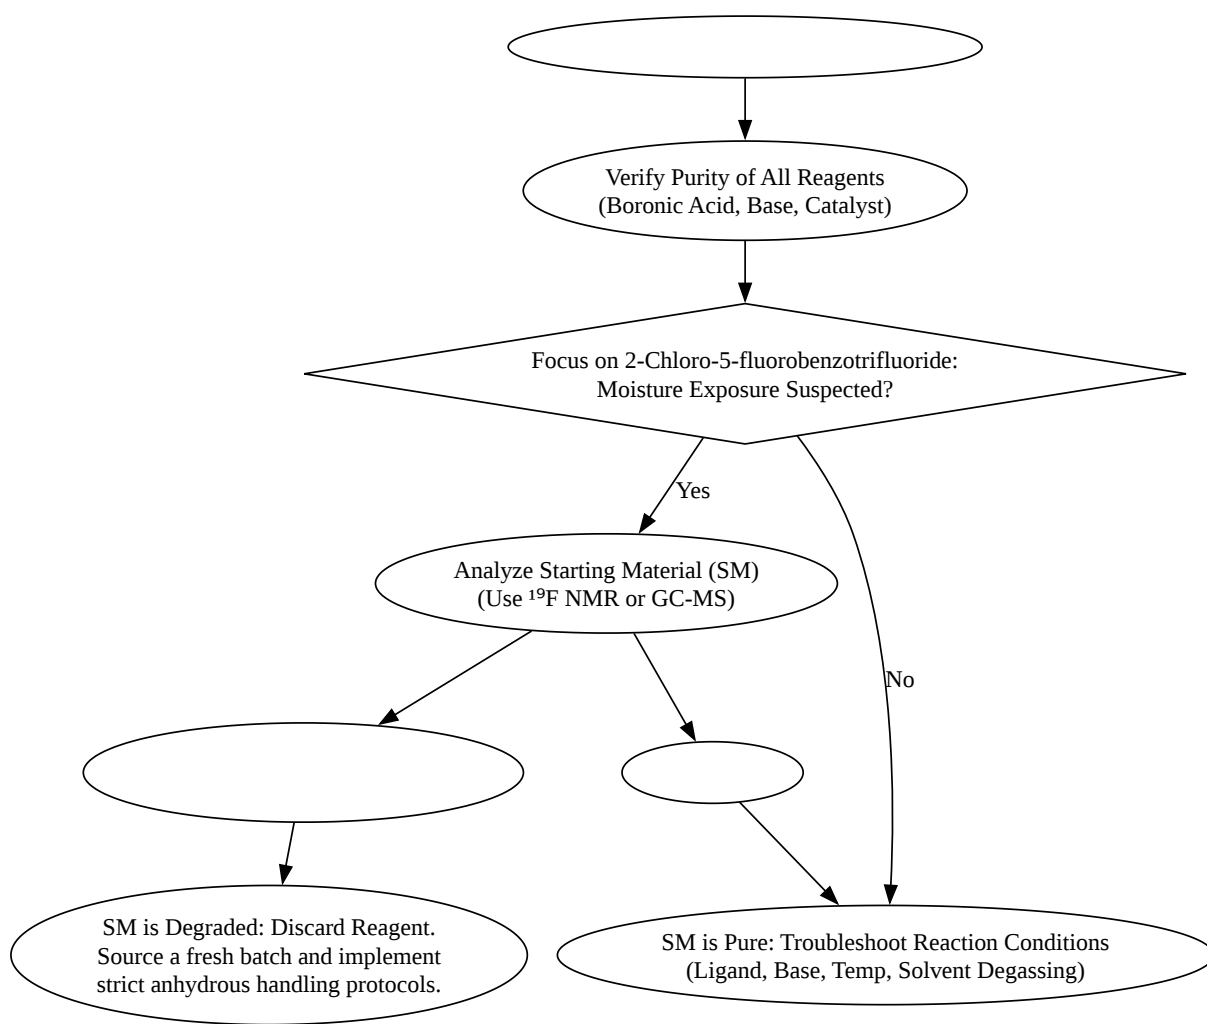 Verify Purity of All Reagents
(Boronic Acid, Base, Catalyst)
Focus on 2-Chloro-5-fluorobenzotrifluoride:
Moisture Exposure Suspected?
Yes
Analyze Starting Material (SM)
(Use ¹⁹F NMR or GC-MS)
No
SM is Degraded: Discard Reagent.
Source a fresh batch and implement
strict anhydrous handling protocols.
SM is Pure: Troubleshoot Reaction Conditions
(Ligand, Base, Temp, Solvent Degassing)